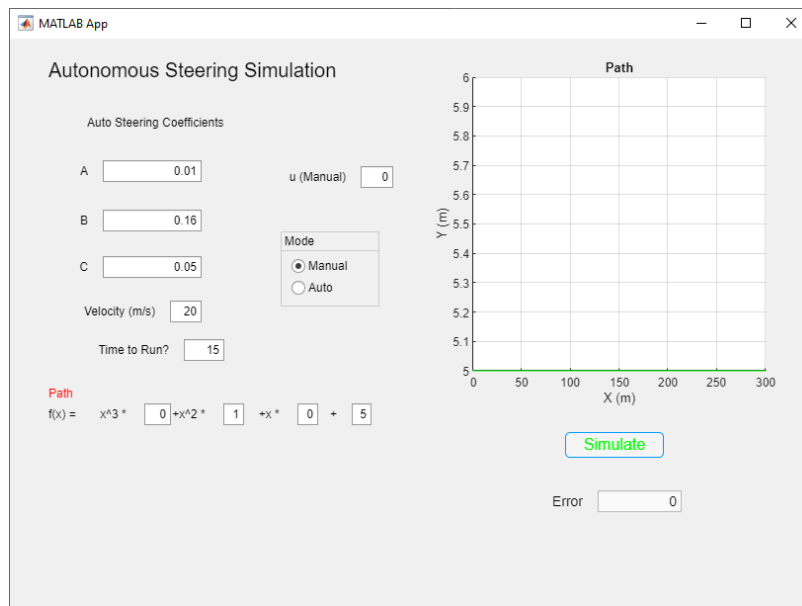 MATLAB App
Autonomous Steering Simulation
Auto Steering Coefficients
A 0.01
u (Manual) 0
B 0.16
Mode
Manual
Auto
C 0.05
Velocity (m/s) 20
Time to Run? 15
Path
f(x) = x^3 * 0 +x^2 * 1 +x * 0 + 5
Path
6
5.9
5.8
5.7
5.6
5.5
5.4
5.3
5.2
5.1
5
Y (m)
0 50 100 150 200 250 300
X (m)
Simulate
Error 0